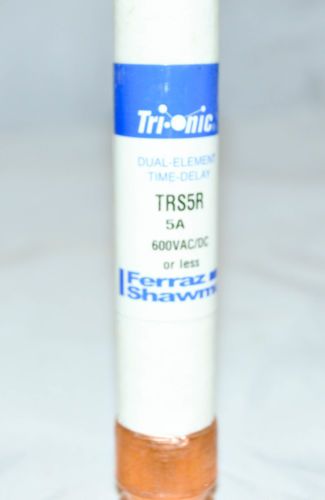 Tri-onic
DUAL-ELEMENT
TIME-DELAY
TRS5R
5A
600VAC/DC
or less
Ferraz
Shawm